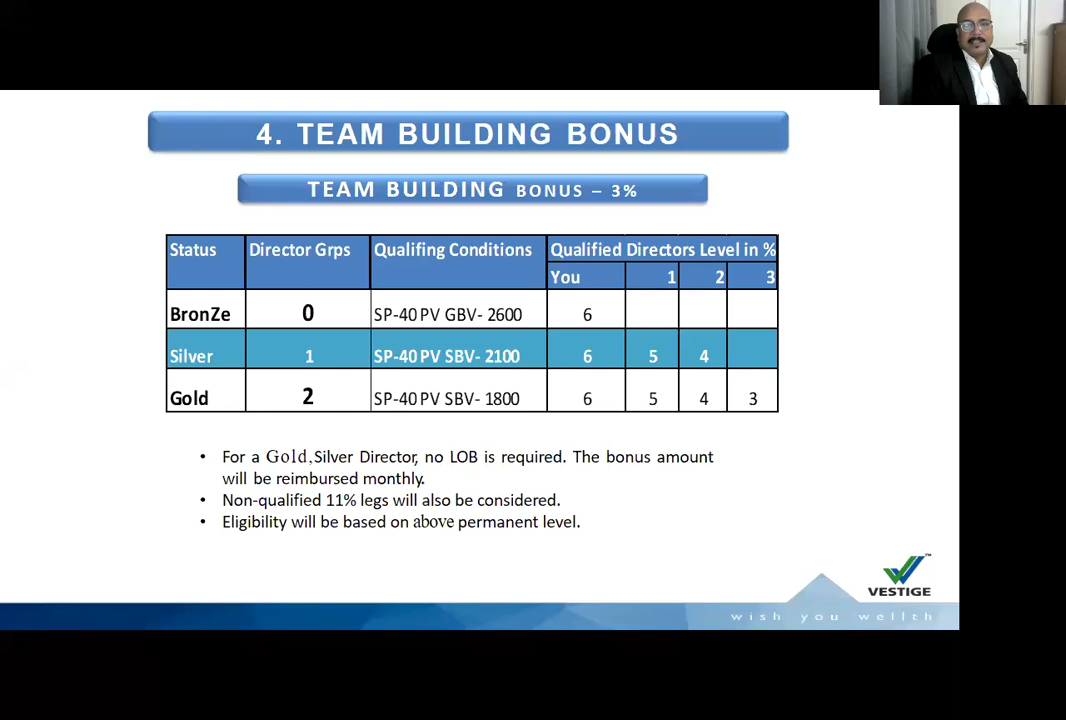 4. TEAM BUILDING BONUS
TEAM BUILDING BONUS – 3%
Status Director Grps Qualifing Conditions Qualified Directors Level in %
You 1 2 3
BronZe 0 SP-40 PV GBV- 2600 6
Silver 1 SP-40 PV SBV- 2100 6 5 4
Gold 2 SP-40 PV SBV- 1800 6 5 4 3
• For a Gold,Silver Director, no LOB is required. The bonus amount
will be reimbursed monthly.
• Non-qualified 11% legs will also be considered.
• Eligibility will be based on above permanent level.
VESTIGE™
wish you wellth